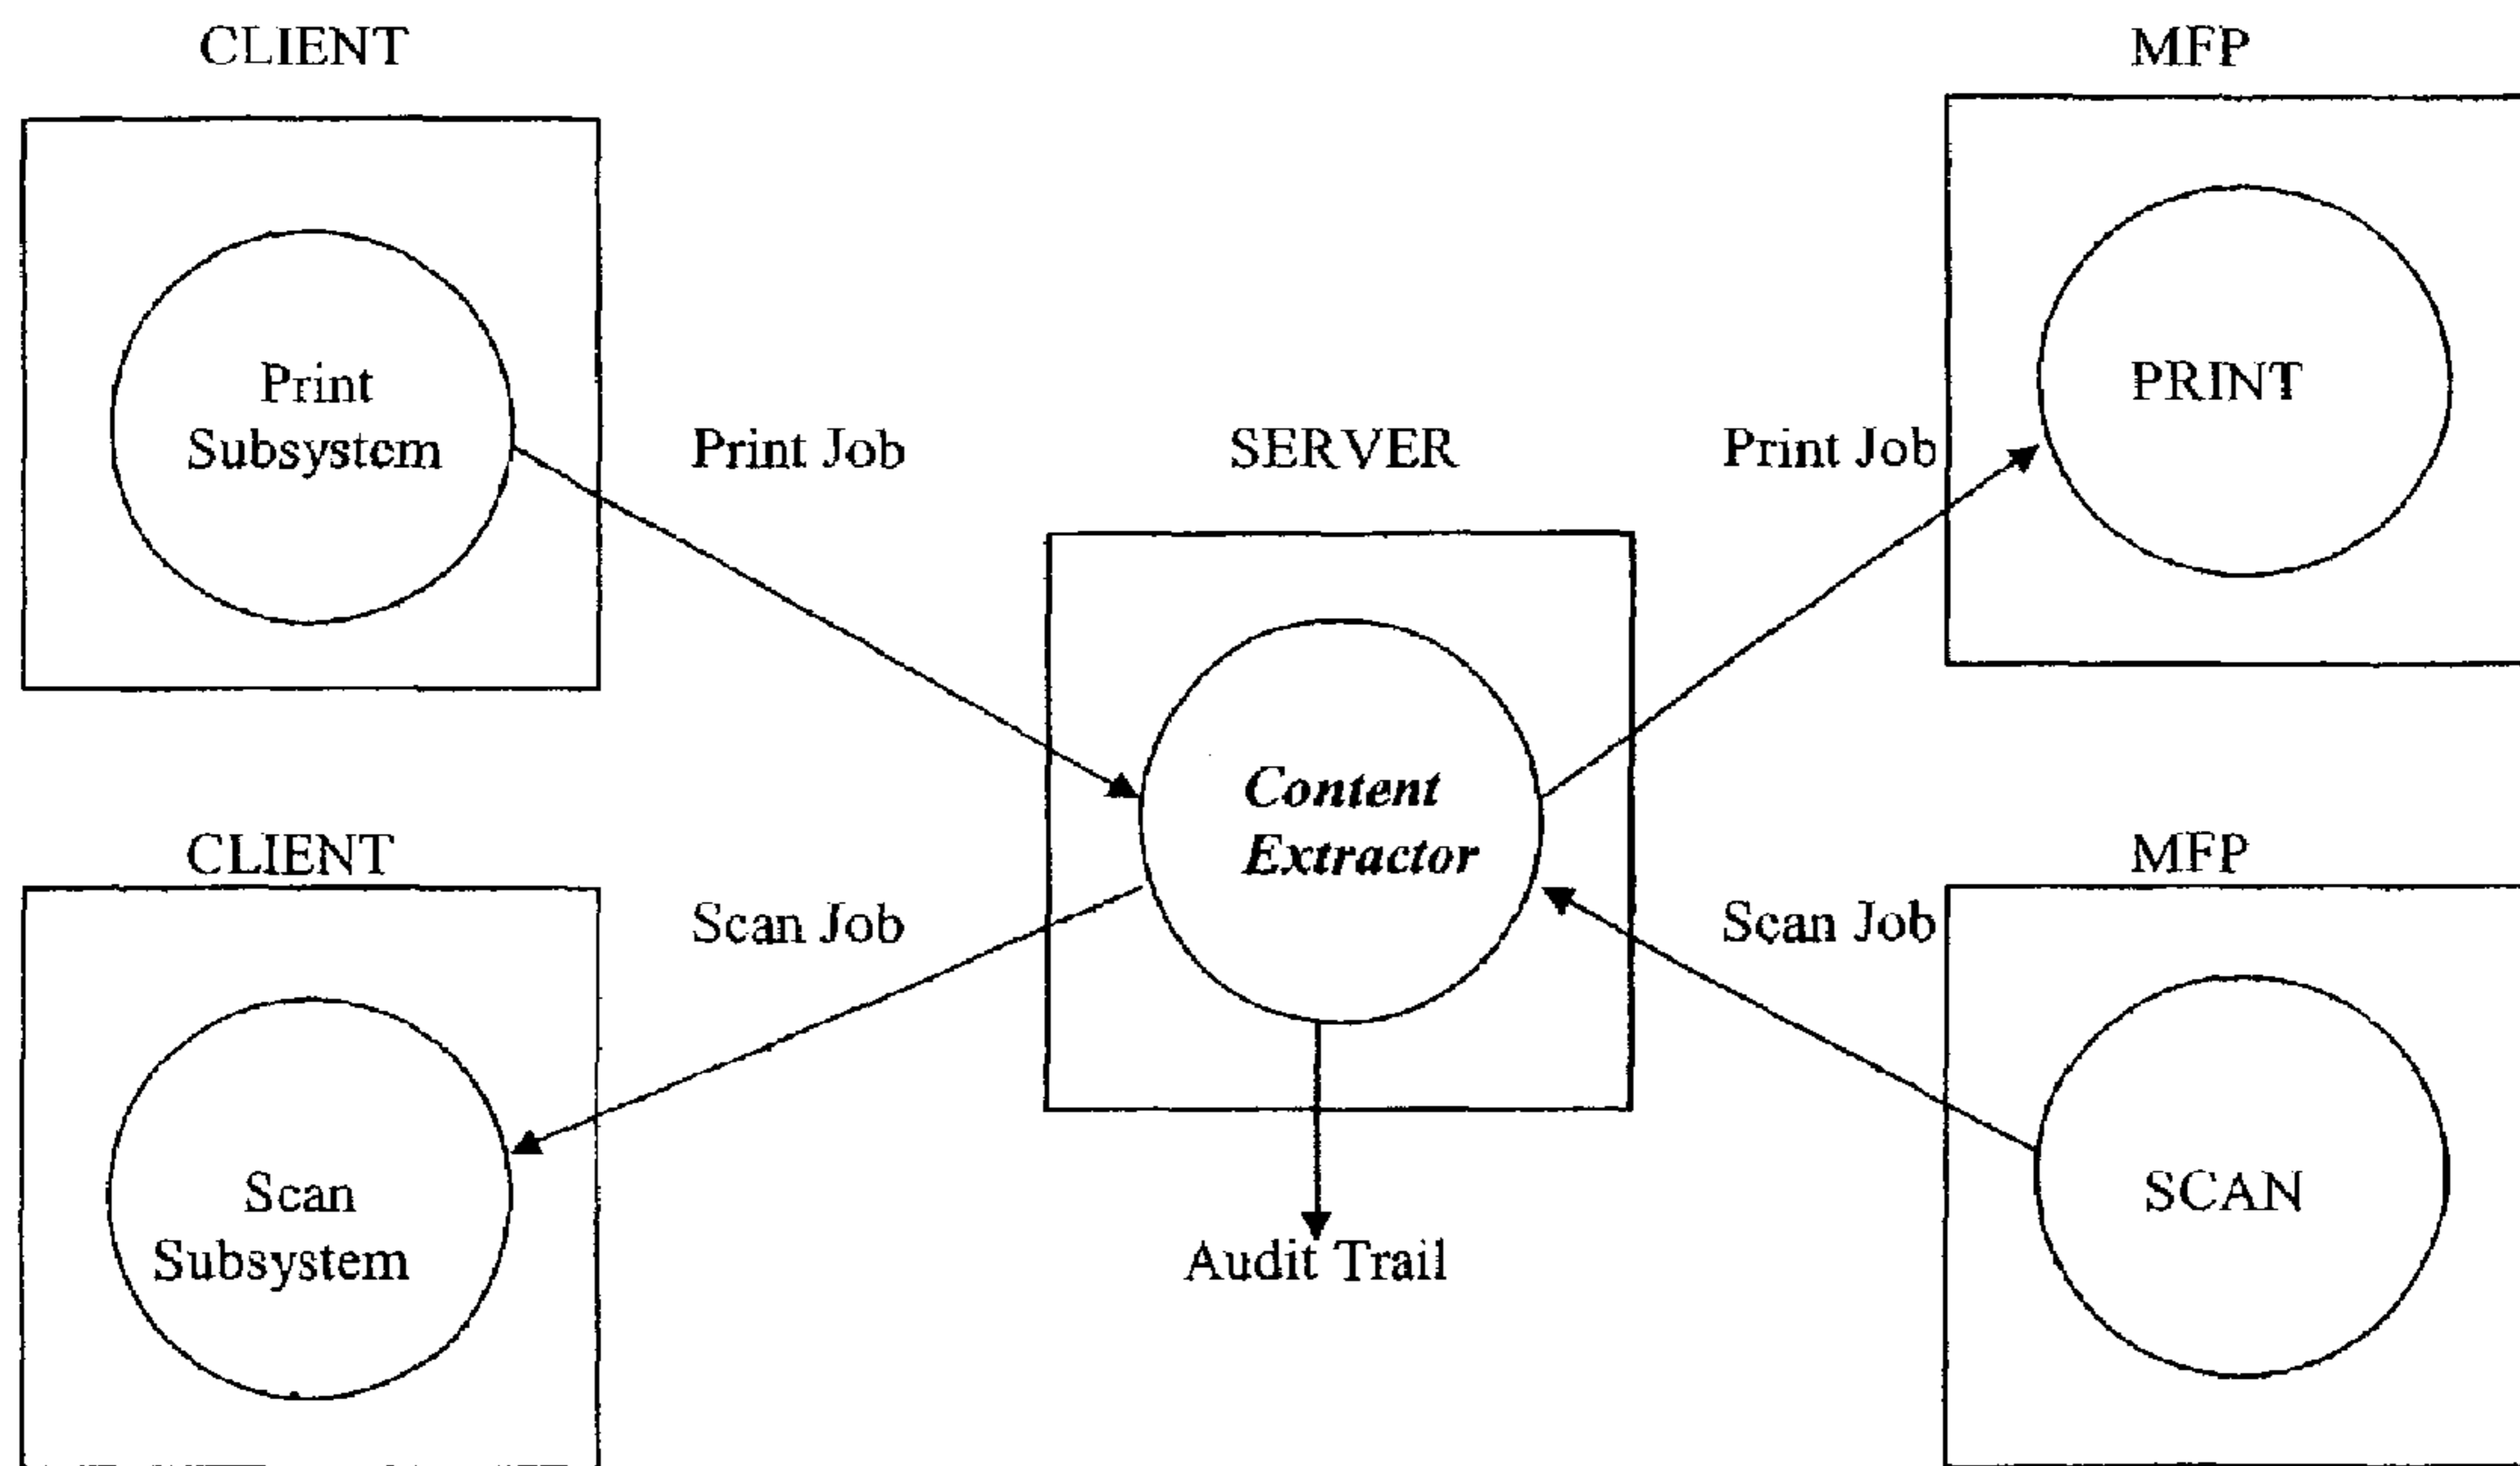 CLIENT
MFP
Print
Subsystem
Print Job
SERVER
Print Job
PRINT
Content
Extractor
CLIENT
MFP
Scan Job
Scan Job
Scan
Subsystem
SCAN
Audit Trail